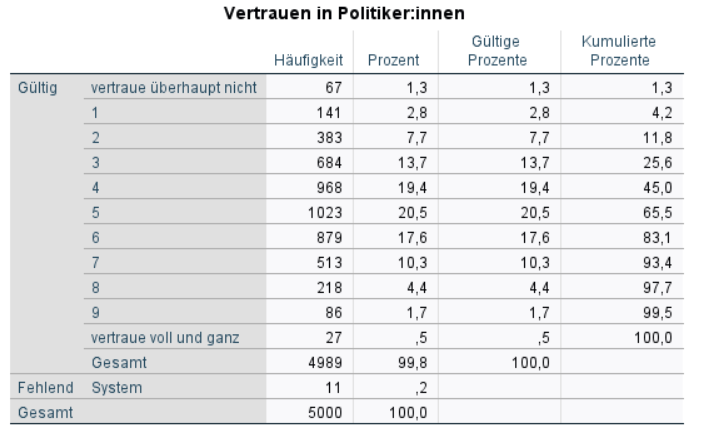 Vertrauen in Politiker:innen
Häufigkeit Prozent Gültige Prozente Kumulierte Prozente
Gültig vertraue überhaupt nicht 67 1,3 1,3 1,3
1 141 2,8 2,8 4,2
2 383 7,7 7,7 11,8
3 684 13,7 13,7 25,6
4 968 19,4 19,4 45,0
5 1023 20,5 20,5 65,5
6 879 17,6 17,6 83,1
7 513 10,3 10,3 93,4
8 218 4,4 4,4 97,7
9 86 1,7 1,7 99,5
vertraue voll und ganz 27 ,5 ,5 100,0
Gesamt 4989 99,8 100,0
Fehlend System 11 ,2
Gesamt 5000 100,0